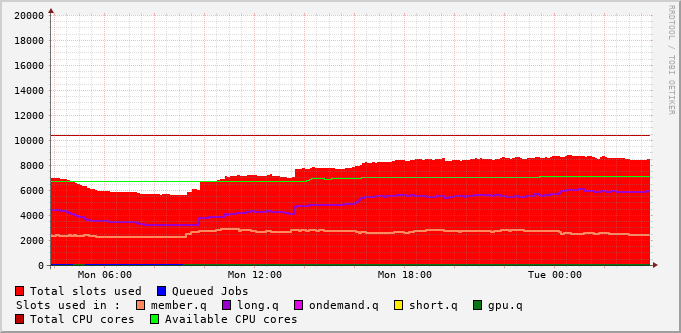 20000
18000
16000
14000
12000
10000
8000
6000
4000
2000
0
Mon 06:00 Mon 12:00 Mon 18:00 Tue 00:00
Total slots used Queued Jobs
Slots used in : member.q long.q ondemand.q short.q gpu.q
Total CPU cores Available CPU cores
RRDTOOL / TOBI OETIKER